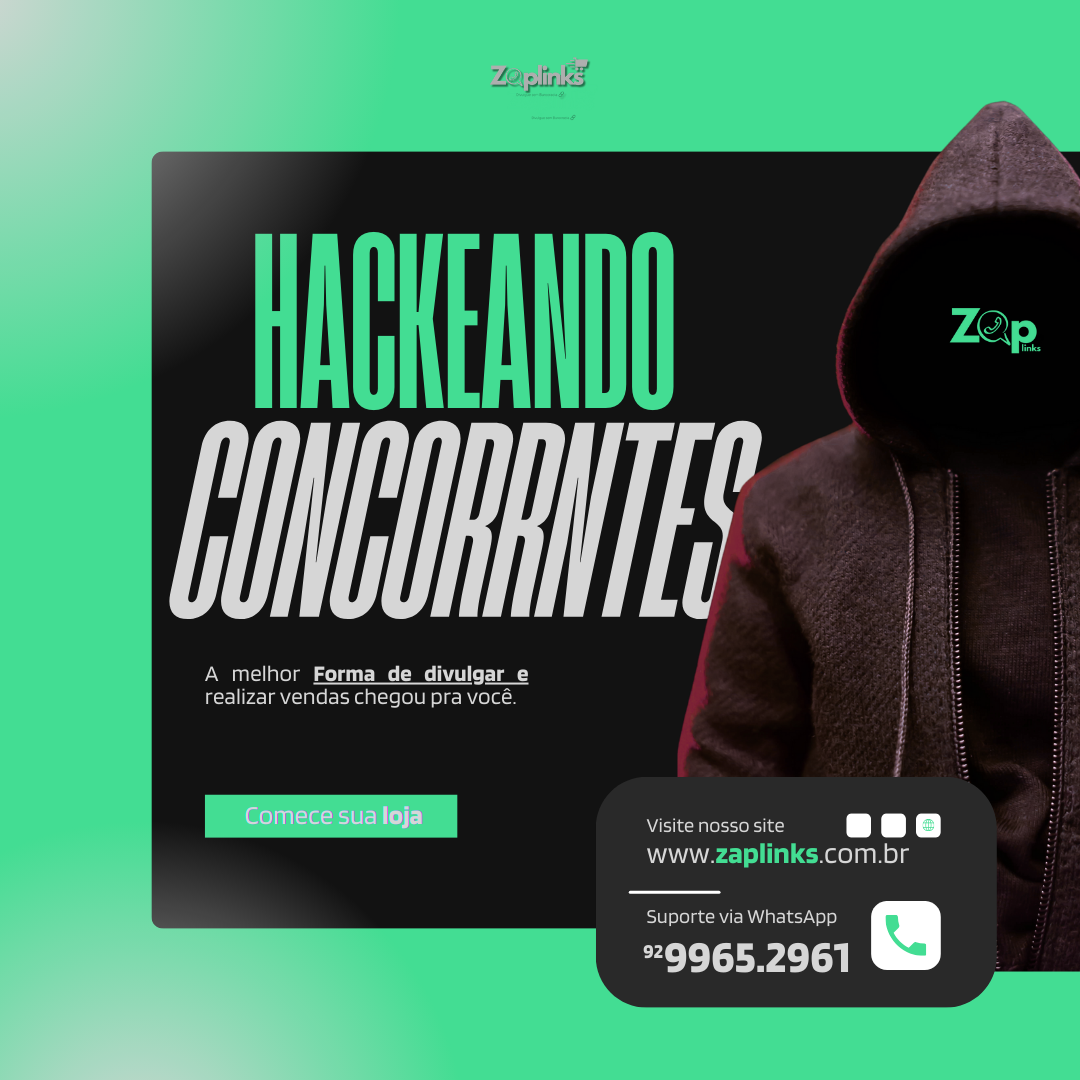 Zaplinks
HACKEANDO
Zap
links
CONCORRNTES
A melhor Forma de divulgar e
realizar vendas chegou pra você.
Comece sua loja
Visite nosso site
www.zaplinks.com.br
Suporte via WhatsApp
92 9965.2961